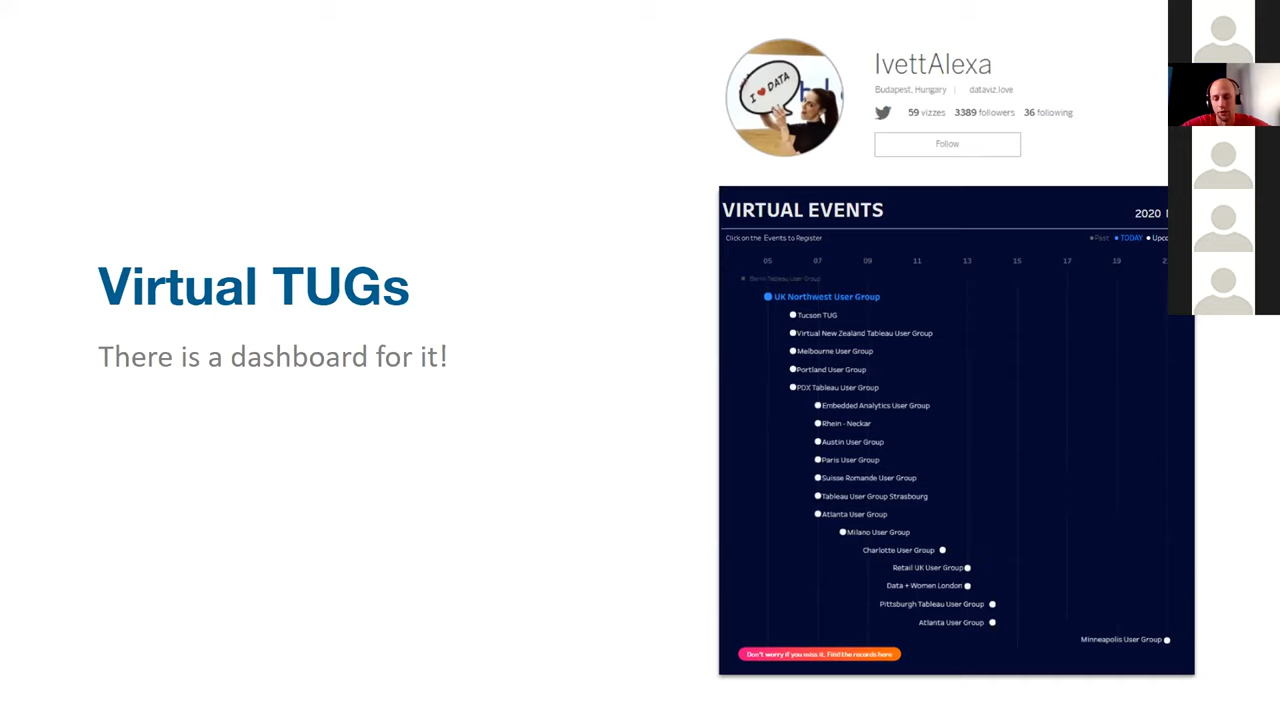 Virtual TUGs
There is a dashboard for it!
I ❤ DATA
IvettAlexa
Budapest, Hungary | dataviz.love
59 vizzes 3389 followers 36 following
Follow
VIRTUAL EVENTS
2020
Click on the Events to Register
Past TODAY Upco
05 07 09 11 13 15 17 19
Berlin Tableau User Group
UK Northwest User Group
Tucson TUG
Virtual New Zealand Tableau User Group
Melbourne User Group
Portland User Group
PDX Tableau User Group
Embedded Analytics User Group
Rhein - Neckar
Austin User Group
Paris User Group
Suisse Romande User Group
Tableau User Group Strasbourg
Atlanta User Group
Milano User Group
Charlotte User Group
Retail UK User Group
Data + Women London
Pittsburgh Tableau User Group
Atlanta User Group
Minneapolis User Group
Don't worry if you miss it. Find the records here